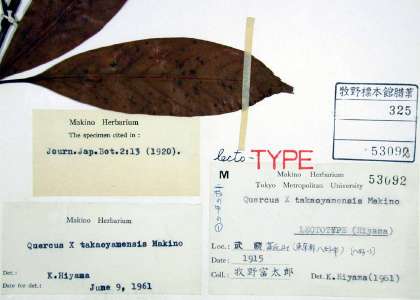 Makino Herbarium
The specimen cited in :
Journ.Jap.Bot.2:13 (1920).
牧野標本館腊葉
325
53092
lecto-TYPE
M
Makino Herbarium
Tokyo Metropolitan University 53092
Quercus X takaoyamensis Makino
LECTOTYPE (Hiyama)
Loc.: 武蔵
Date: 1915
Coll.: 牧野富太郎 Det.K.Hiyama(1961)
Makino Herbarium
Quercus X takaoyamensis Makino
Det.: K.Hiyama
Date for det.: June 9, 1961